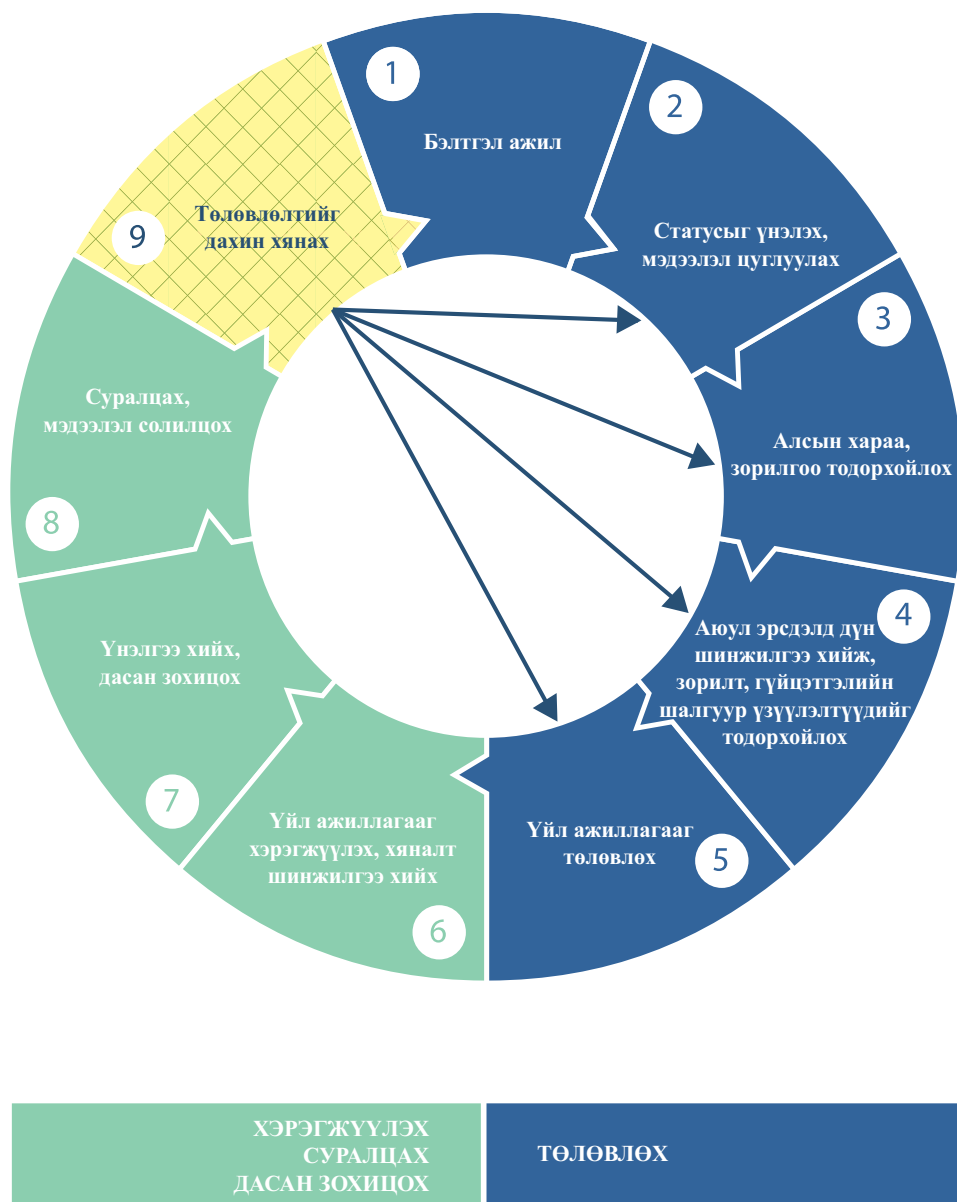 1
Бэлтгэл ажил
2
Статусыг үнэлэх,
мэдээлэл цуглуулах
3
Алсын хараа,
зорилгоо тодорхойлох
4
Аюул эрсдэлд дүн
шинжилгээ хийж,
зорилт, гүйцэтгэлийн
шалгуур үзүүлэлтүүдийг
тодорхойлох
Үйл ажиллагааг
төлөвлөх
5
Үйл ажиллагааг
хэрэгжүүлэх, хяналт
шинжилгээ хийх
6
Үнэлгээ хийх,
дасан зохицох
7
Суралцах,
мэдээлэл солилцох
8
Төлөвлөлтийг
дахин хянах
9
ХЭРЭГЖҮҮЛЭХ
СУРАЛЦАХ
ДАСАН ЗОХИЦОХ
ТӨЛӨВЛӨХ